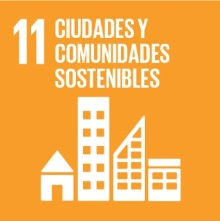 11 CIUDADES Y
COMUNIDADES
SOSTENIBLES